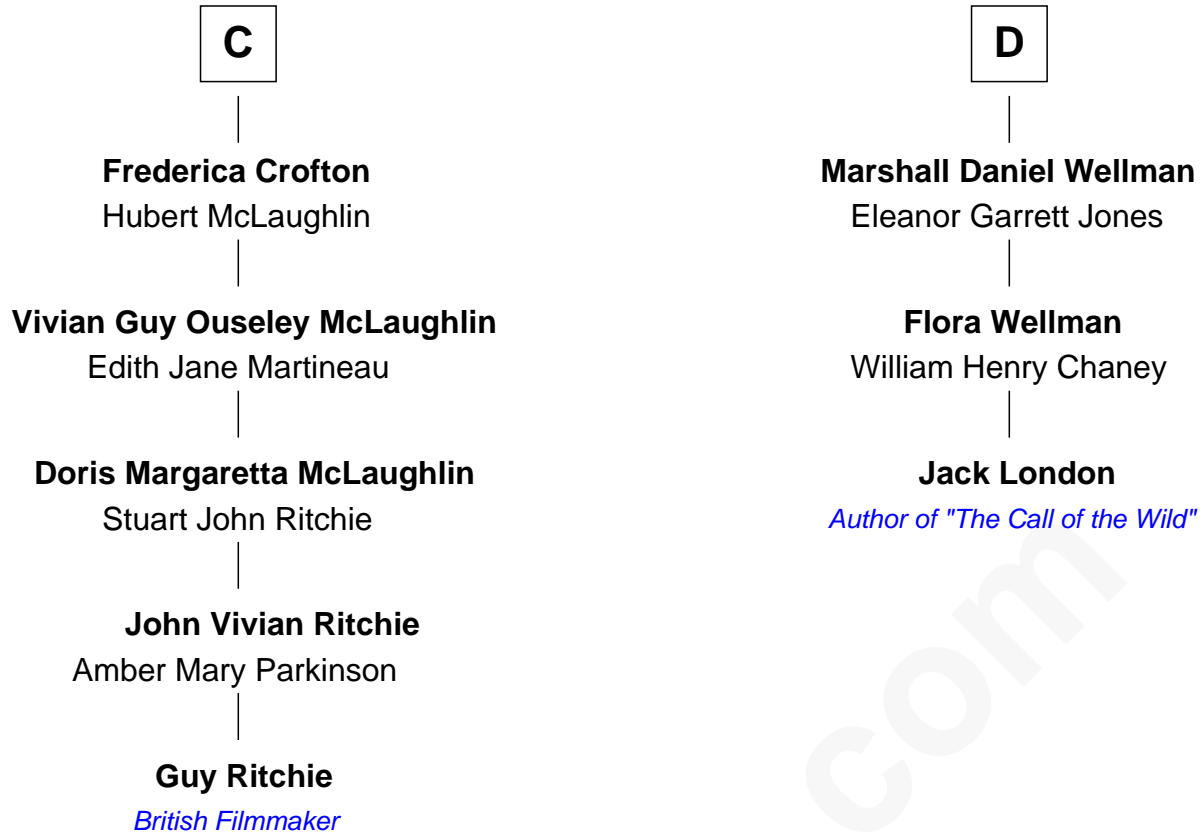 C
Frederica Crofton
Hubert McLaughlin
Vivian Guy Ouseley McLaughlin
Edith Jane Martineau
Doris Margaretta McLaughlin
Stuart John Ritchie
John Vivian Ritchie
Amber Mary Parkinson
Guy Ritchie
British Filmmaker
D
Marshall Daniel Wellman
Eleanor Garrett Jones
Flora Wellman
William Henry Chaney
Jack London
Author of "The Call of the Wild"
com